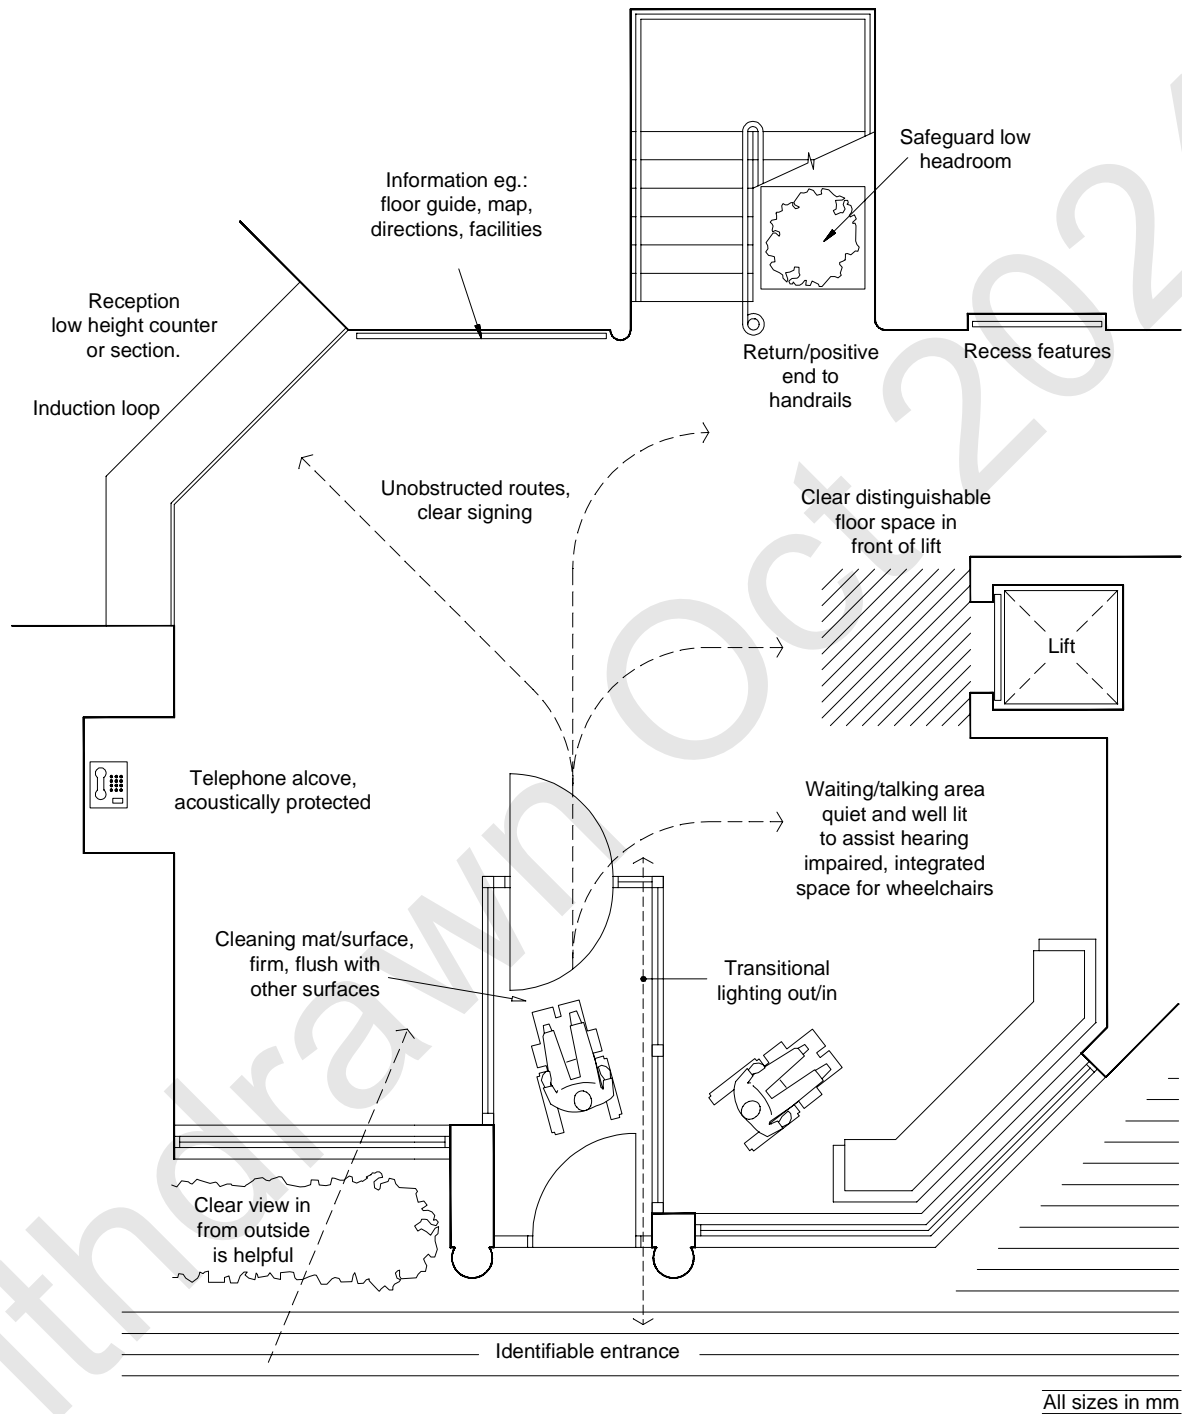 Safeguard low
headroom
Information eg.:
floor guide, map,
directions, facilities
Reception
low height counter
or section.
Induction loop
Return/positive
end to
handrails
Recess features
Unobstructed routes,
clear signing
Clear distinguishable
floor space in
front of lift
Lift
Telephone alcove,
acoustically protected
Waiting/talking area
quiet and well lit
to assist hearing
impaired, integrated
space for wheelchairs
Cleaning mat/surface,
firm, flush with
other surfaces
Transitional
lighting out/in
Clear view in
from outside
is helpful
Identifiable entrance
All sizes in mm
ithdrawn Oct 202